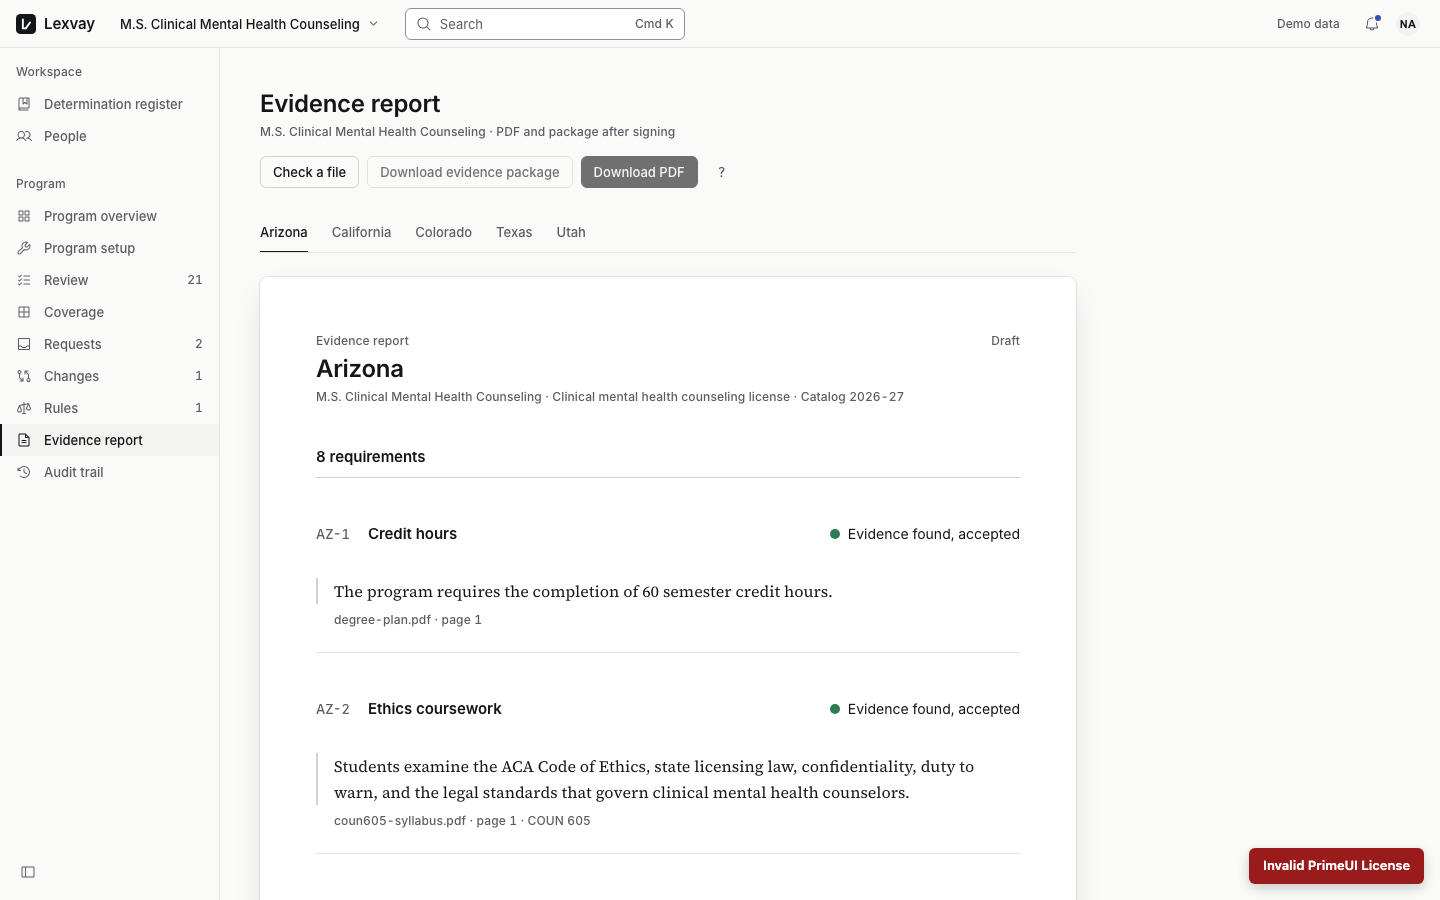 Lexvay
M.S. Clinical Mental Health Counseling
Search
Cmd K
Demo data
NA
Workspace
Determination register
People
Program
Program overview
Program setup
Review 21
Coverage
Requests 2
Changes 1
Rules 1
Evidence report
Audit trail
Evidence report
M.S. Clinical Mental Health Counseling · PDF and package after signing
Check a file
Download evidence package
Download PDF
?
Arizona
California
Colorado
Texas
Utah
Evidence report
Draft
Arizona
M.S. Clinical Mental Health Counseling · Clinical mental health counseling license · Catalog 2026-27
8 requirements
AZ-1 Credit hours
Evidence found, accepted
The program requires the completion of 60 semester credit hours.
degree-plan.pdf · page 1
AZ-2 Ethics coursework
Evidence found, accepted
Students examine the ACA Code of Ethics, state licensing law, confidentiality, duty to
warn, and the legal standards that govern clinical mental health counselors.
coun605-syllabus.pdf · page 1 · COUN 605
Invalid PrimeUI License